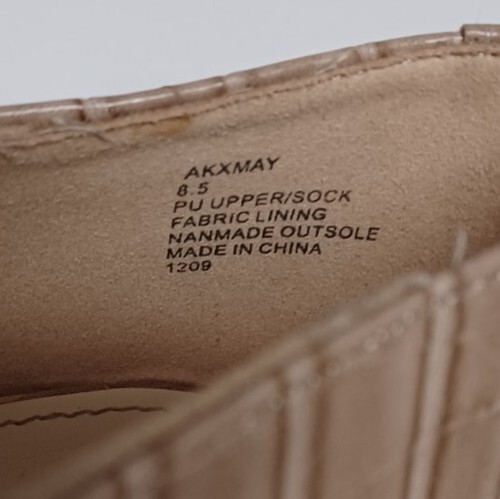 AKXMAY
8.5
PU UPPER/SOCK
FABRIC LINING
NANMADE OUTSOLE
MADE IN CHINA
1209